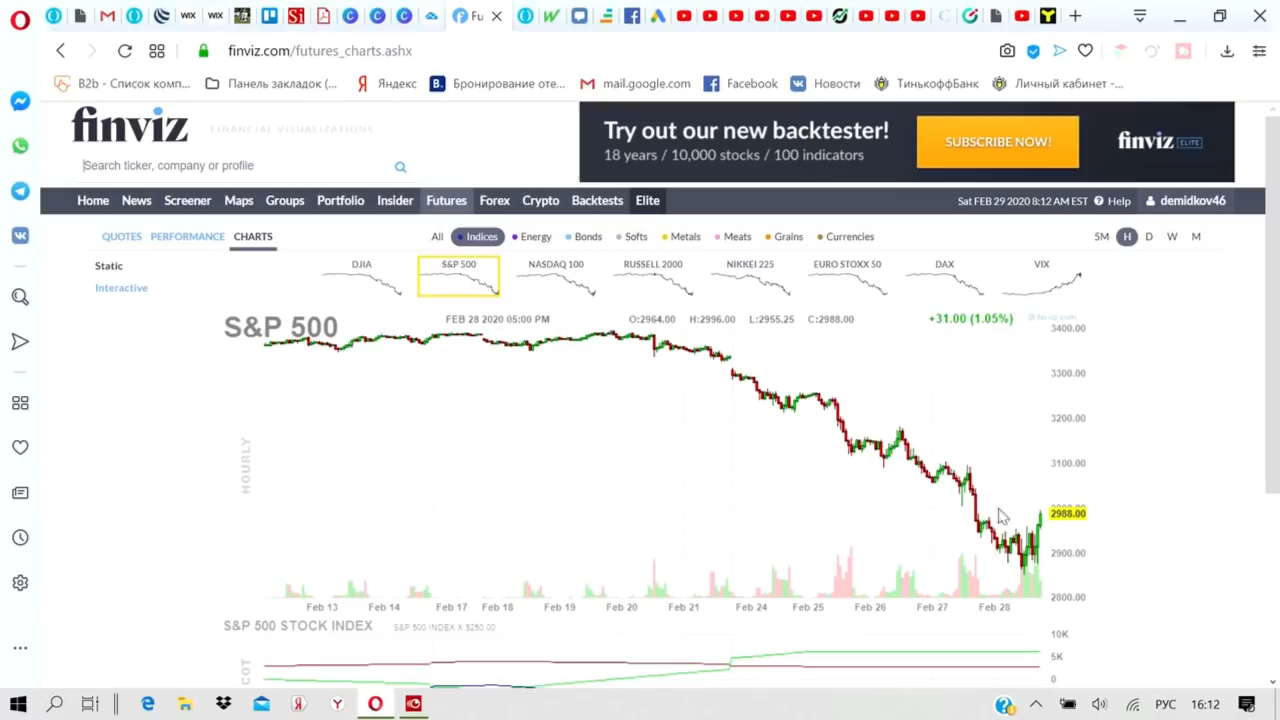 Fu
finviz.com/futures_charts.ashx
B2b - Список комп...
Панель закладок (...
Яндекс
Бронирование оте...
mail.google.com
Facebook
Новости
ТинькоффБанк
Личный кабинет -...
finviz FINANCIAL VISUALIZATIONS
Try out our new backtester!
18 years / 10,000 stocks / 100 indicators
SUBSCRIBE NOW!
finviz ELITE
Search ticker, company or profile
Home News Screener Maps Groups Portfolio Insider Futures Forex Crypto Backtests Elite
Sat FEB 29 2020 8:12 AM EST Help demidkov46
QUOTES PERFORMANCE CHARTS
All Indices Energy Bonds Softs Metals Meats Grains Currencies
5M H D W M
Static
Interactive
DJIA S&P 500 NASDAQ 100 RUSSELL 2000 NIKKEI 225 EURO STOXX 50 DAX VIX
S&P 500
FEB 28 2020 05:00 PM O:2964.00 H:2996.00 L:2955.25 C:2988.00 +31.00 (1.05%)
finviz.com
3400.00
3300.00
3200.00
3100.00
2988.00
2900.00
2800.00
HOURLY
Feb 13 Feb 14 Feb 17 Feb 18 Feb 19 Feb 20 Feb 21 Feb 24 Feb 25 Feb 26 Feb 27 Feb 28
S&P 500 STOCK INDEX S&P 500 INDEX X $250.00
10K
5K
0
COT
РУС
16:12